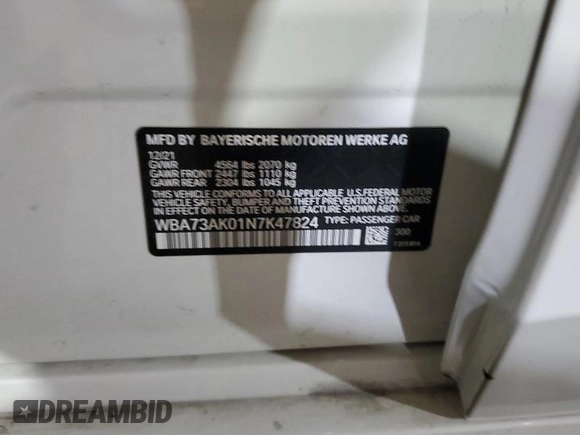 MFD BY BAYERISCHE MOTOREN WERKE AG
12/21
GVWR 4564 lbs 2070 kg
GAWR FRONT 2447 lbs 1110 kg
GAWR REAR 2304 lbs 1045 kg
THIS VEHICLE CONFORMS TO ALL APPLICABLE U.S.FEDERAL MOTOR
VEHICLE SAFETY, BUMPER, AND THEFT PREVENTION STANDARDS
IN EFFECT ON THE DATE OF MANUFACTURE SHOWN ABOVE.
WBA73AK01N7K47824 TYPE: PASSENGER CAR
300
DREAMBID